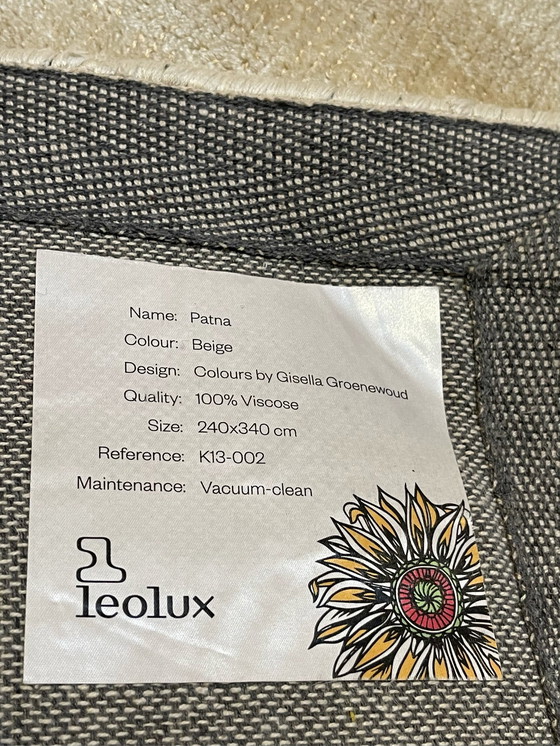 Name: Patna
Colour: Beige
Design: Colours by Gisella Groenewoud
Quality: 100% Viscose
Size: 240x340 cm
Reference: K13-002
Maintenance: Vacuum-clean
leolux